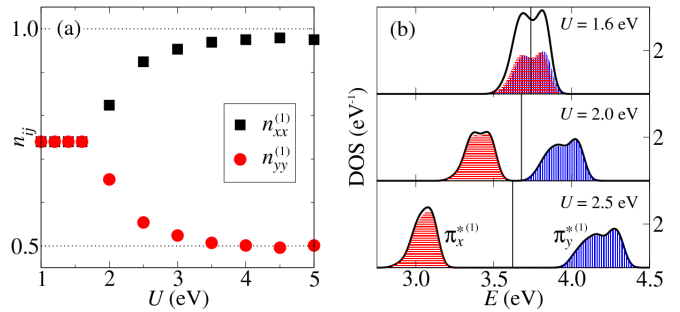 (a)
1.0
0.5
n_ij
n_xx^(1)
n_yy^(1)
1 2 3 4 5
U (eV)
(b)
U = 1.6 eV
2
U = 2.0 eV
2
U = 2.5 eV
2
π_x^*(1)
π_y^*(1)
DOS (eV^-1)
3.0 3.5 4.0 4.5
E (eV)